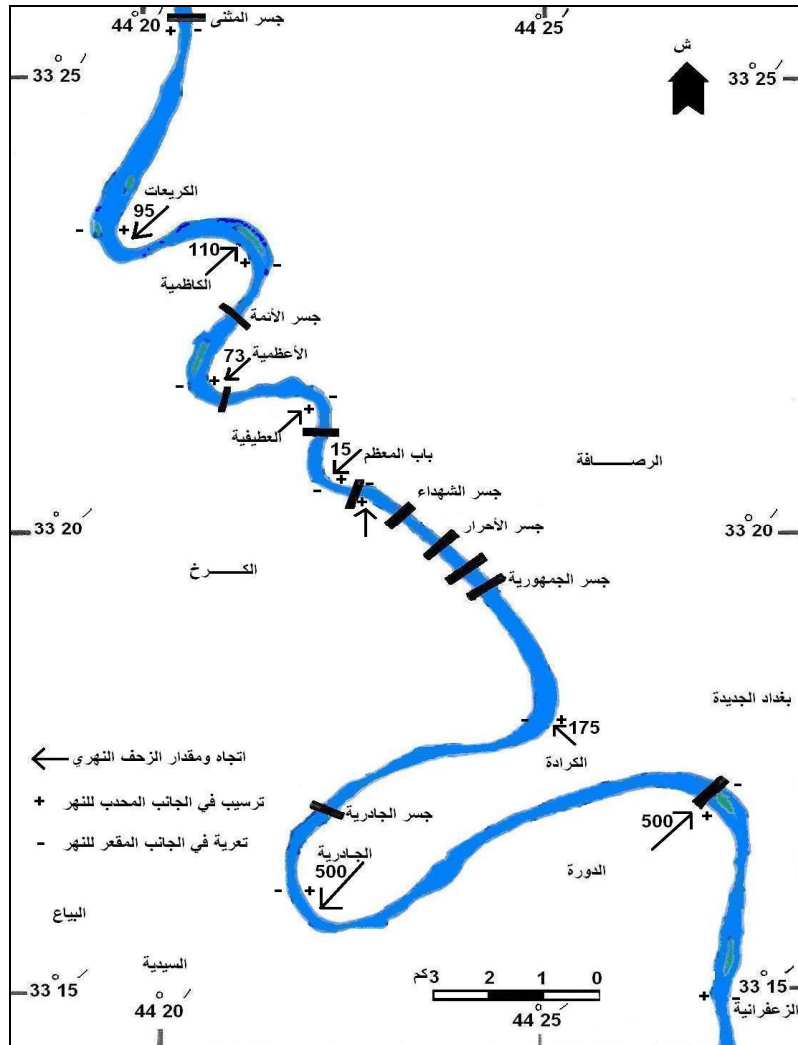 جسر المثنى
44° 20′
44° 25′
+ -
ش
33° 25′
33° 25′
الكريعات
95
- +
110
+ -
الكاظمية
جسر الأئمة
الأعظمية
73
- +
-
+
العطيفية
باب المعظم
15
+
- -
+
الرصـــافة
جسر الشهداء
جسر الأحرار
33° 20′
33° 20′
الكـــرخ
جسر الجمهورية
بغداد الجديدة
- +
175
الكرادة
اتجاه ومقدار الزحف النهري
+ ترسيب في الجانب المحدب للنهر
- تعرية في الجانب المقعر للنهر
جسر الجادرية
-
500
+
الجادرية
500
- +
الدورة
البياع
السيدية
3كم 2 1 0
33° 15′
33° 15′
+ -
الزعفرانية
44° 20′
44° 25′